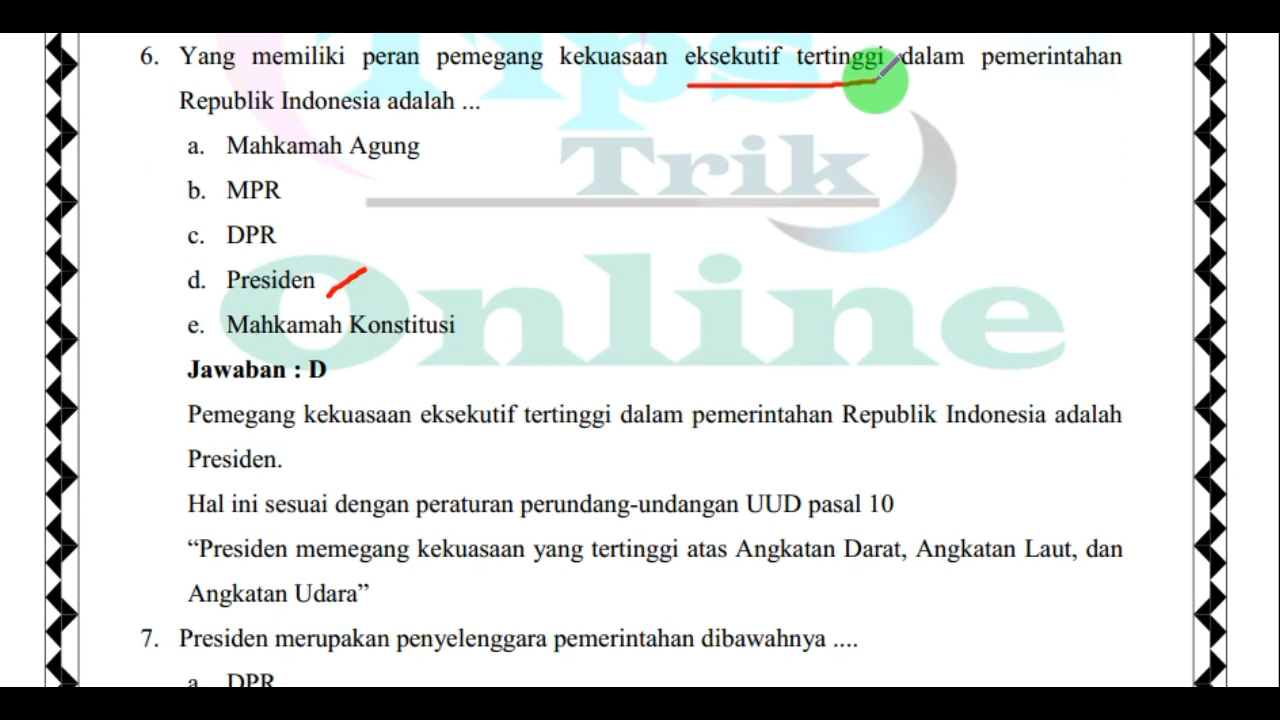 6. Yang memiliki peran pemegang kekuasaan eksekutif tertinggi dalam pemerintahan
Republik Indonesia adalah ...
a. Mahkamah Agung
b. MPR
c. DPR
d. Presiden
e. Mahkamah Konstitusi
Jawaban : D
Pemegang kekuasaan eksekutif tertinggi dalam pemerintahan Republik Indonesia adalah
Presiden.
Hal ini sesuai dengan peraturan perundang-undangan UUD pasal 10
“Presiden memegang kekuasaan yang tertinggi atas Angkatan Darat, Angkatan Laut, dan
Angkatan Udara”
7. Presiden merupakan penyelenggara pemerintahan dibawahnya ....
a. DPR
Tips
Trik
Online